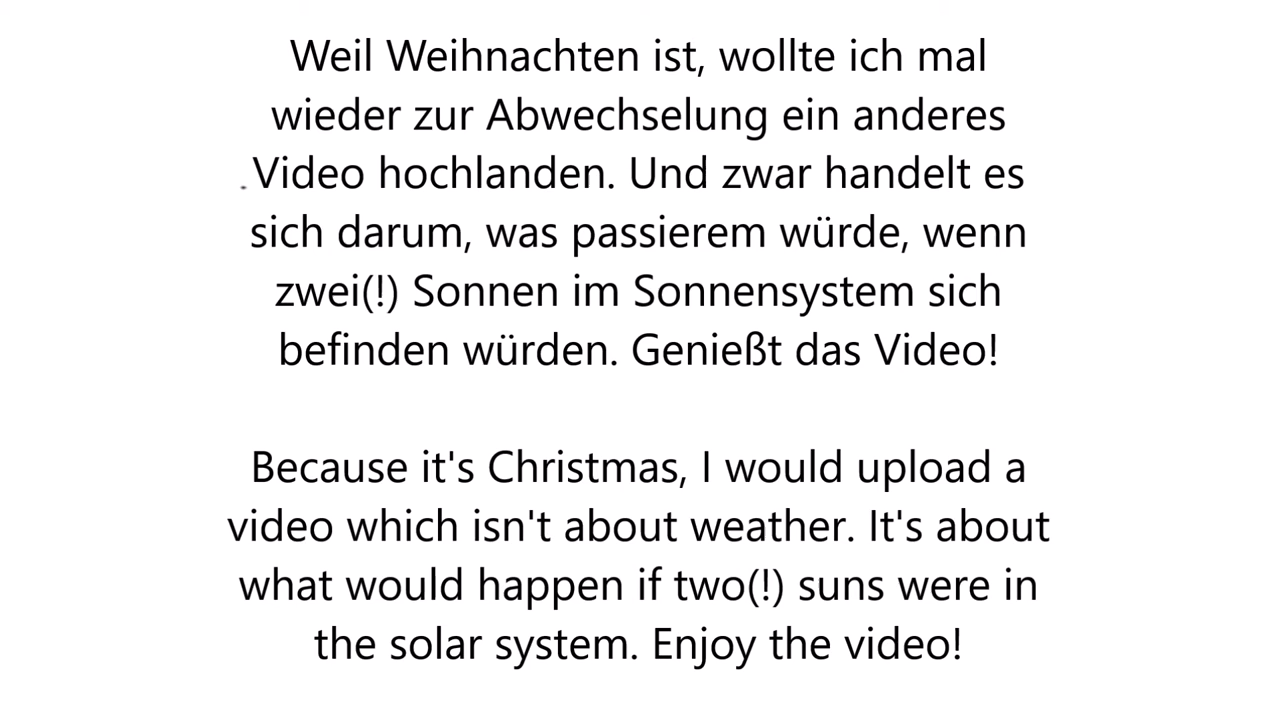 Weil Weihnachten ist, wollte ich mal
wieder zur Abwechselung ein anderes
Video hochlanden. Und zwar handelt es
sich darum, was passierem würde, wenn
zwei(!) Sonnen im Sonnensystem sich
befinden würden. Genießt das Video!
Because it's Christmas, I would upload a
video which isn't about weather. It's about
what would happen if two(!) suns were in
the solar system. Enjoy the video!